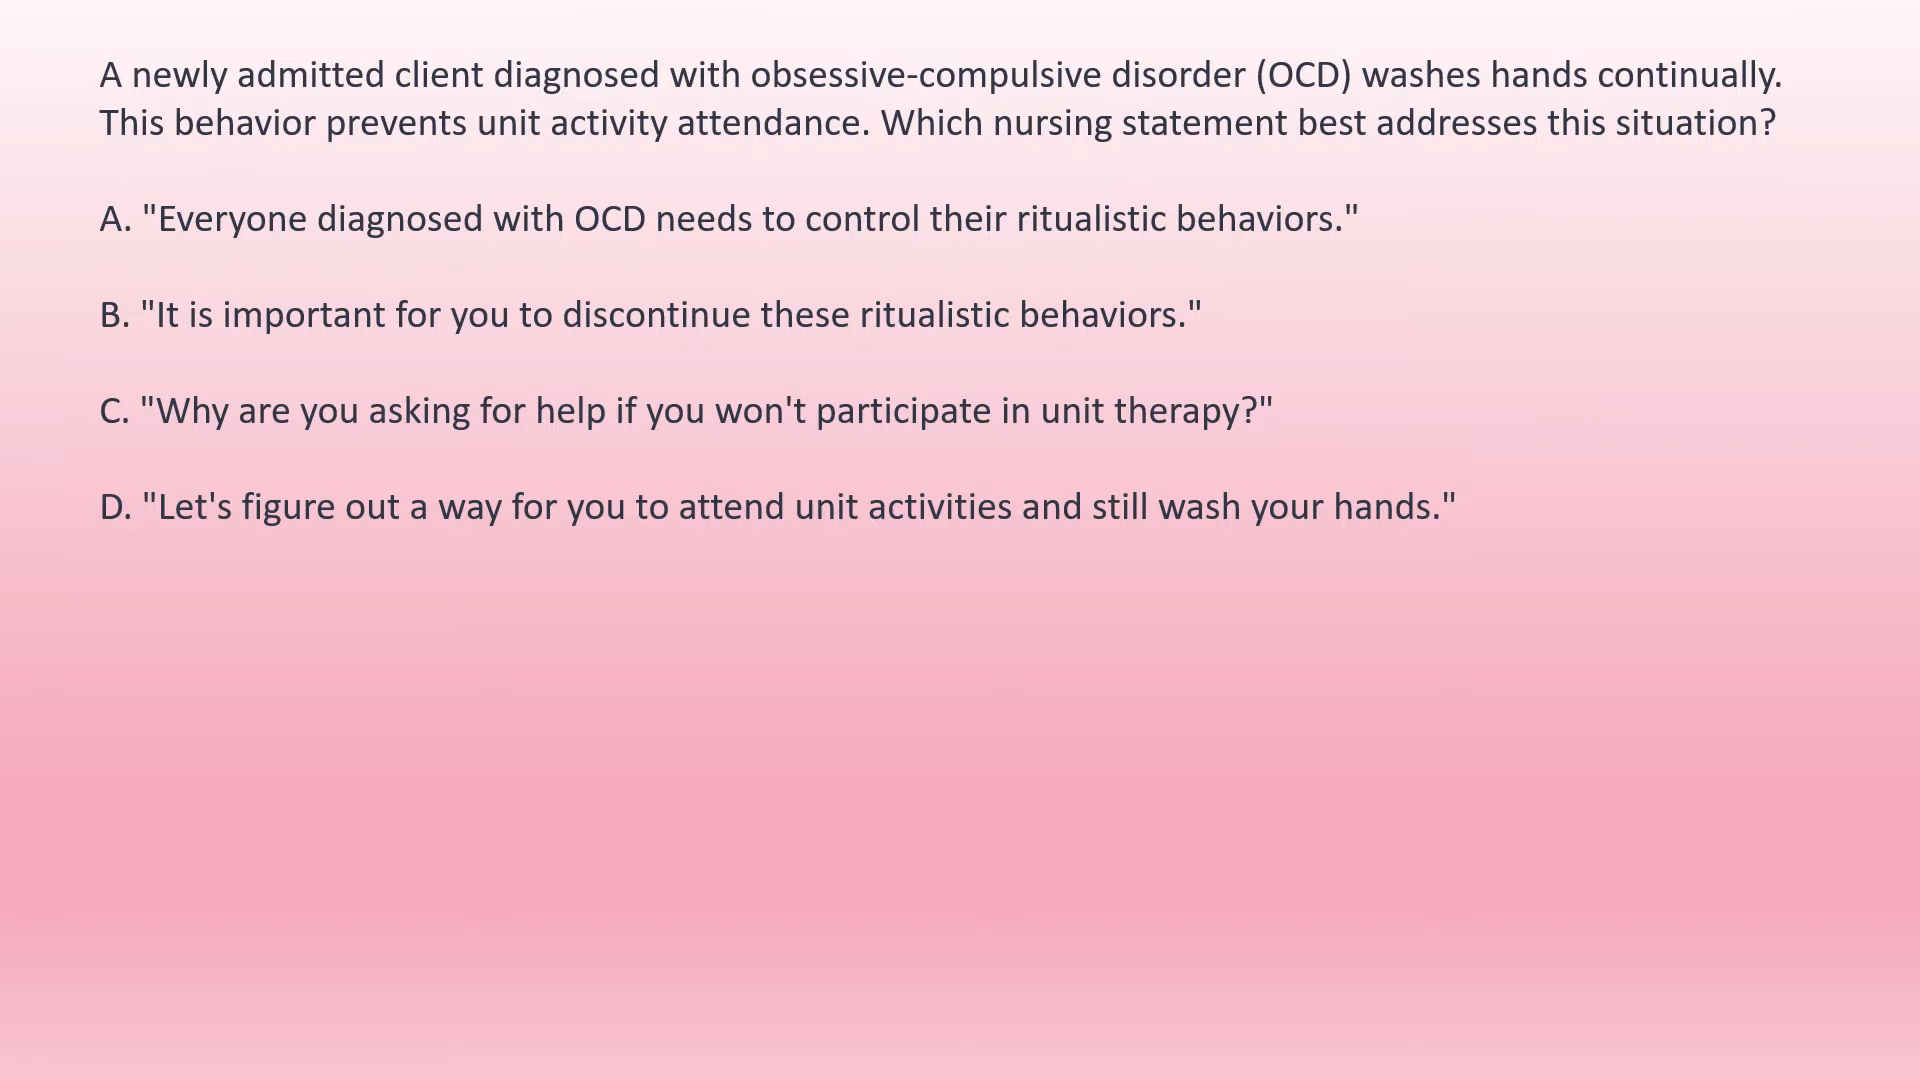 A newly admitted client diagnosed with obsessive-compulsive disorder (OCD) washes hands continually.
This behavior prevents unit activity attendance. Which nursing statement best addresses this situation?
A. "Everyone diagnosed with OCD needs to control their ritualistic behaviors."
B. "It is important for you to discontinue these ritualistic behaviors."
C. "Why are you asking for help if you won't participate in unit therapy?"
D. "Let's figure out a way for you to attend unit activities and still wash your hands."